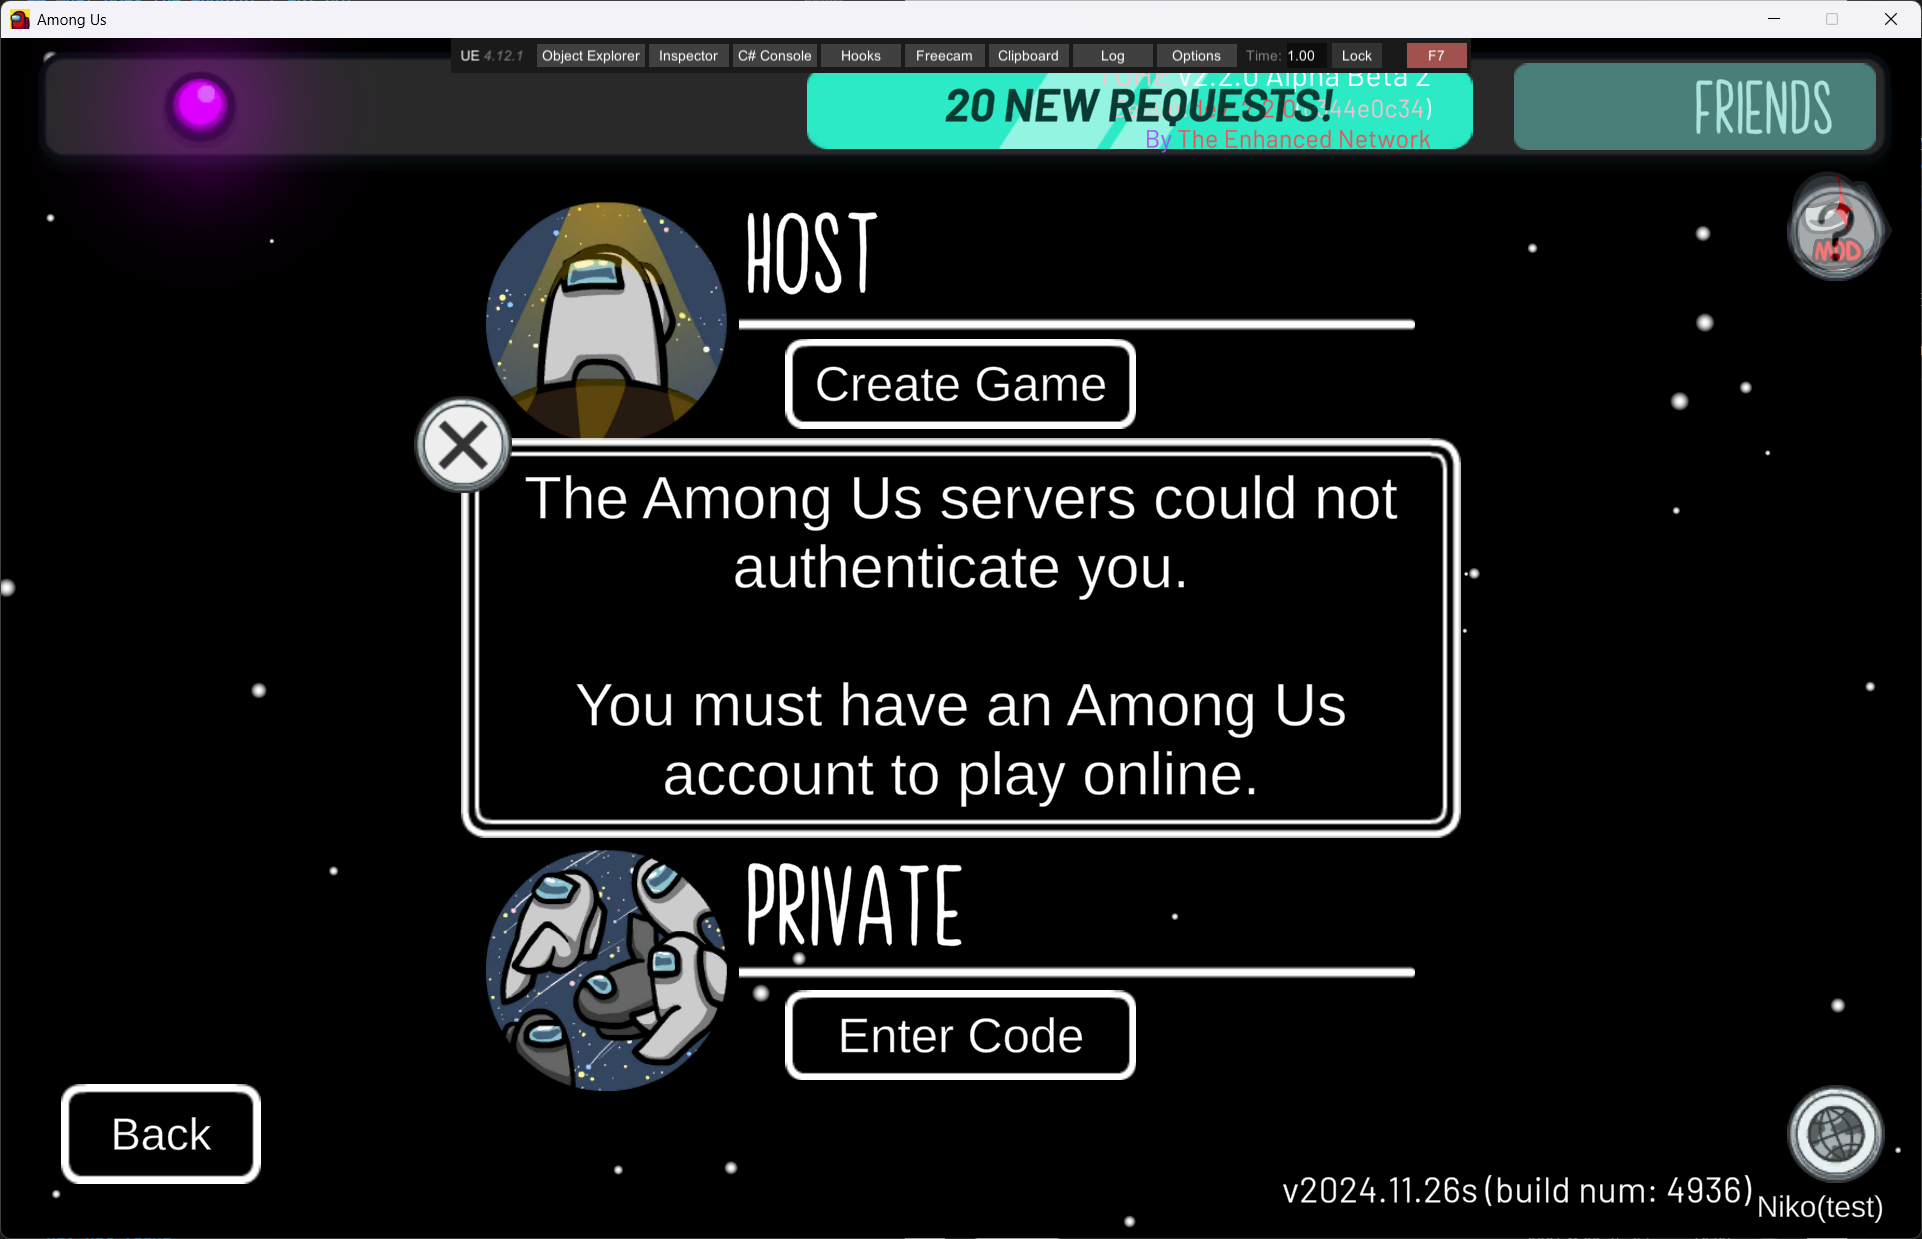 Among Us
UE 4.12.1 Object Explorer Inspector C# Console Hooks Freecam Clipboard Log Options Time: 1.00 Lock F7
v2.2.0 Alpha Beta 2
20 NEW REQUESTS!
344e0c34)
By The Enhanced Network
FRIENDS
MOD
HOST
Create Game
The Among Us servers could not
authenticate you.
You must have an Among Us
account to play online.
PRIVATE
Enter Code
Back
v2024.11.26s (build num: 4936)
Niko(test)